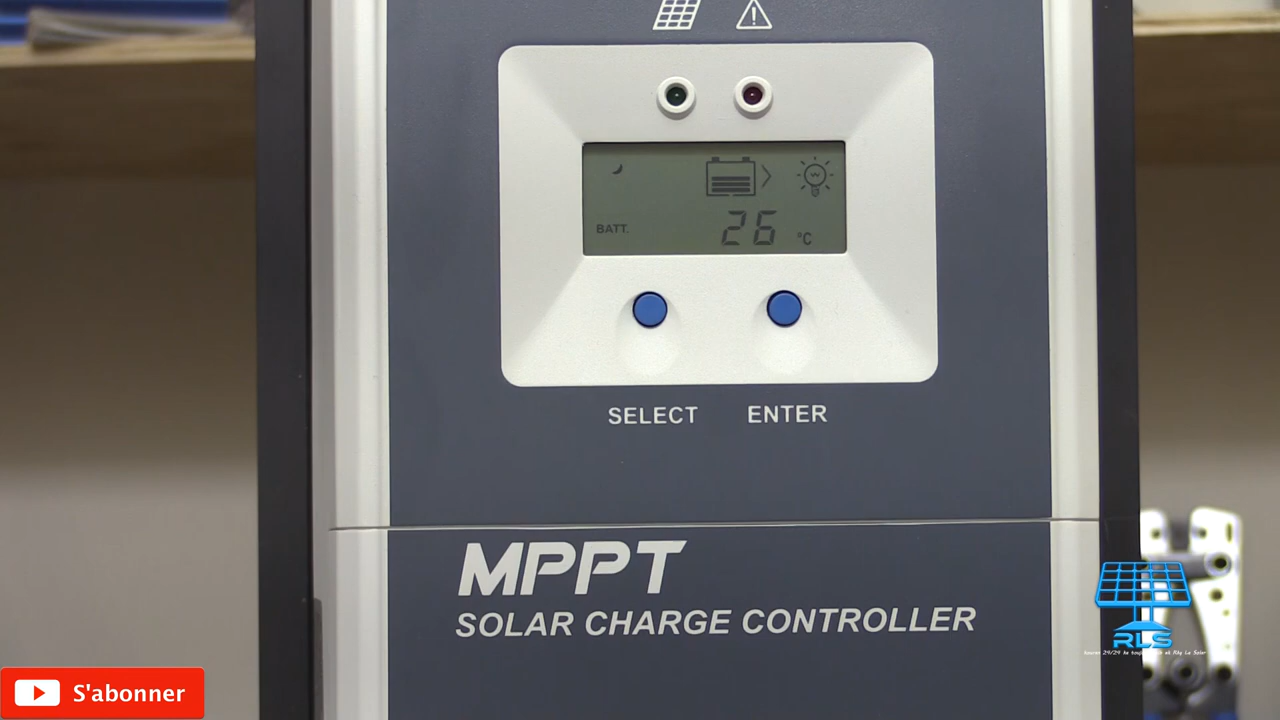 BATT.
26 °C
SELECT ENTER
MPPT
SOLAR CHARGE CONTROLLER
RLS
S'abonner